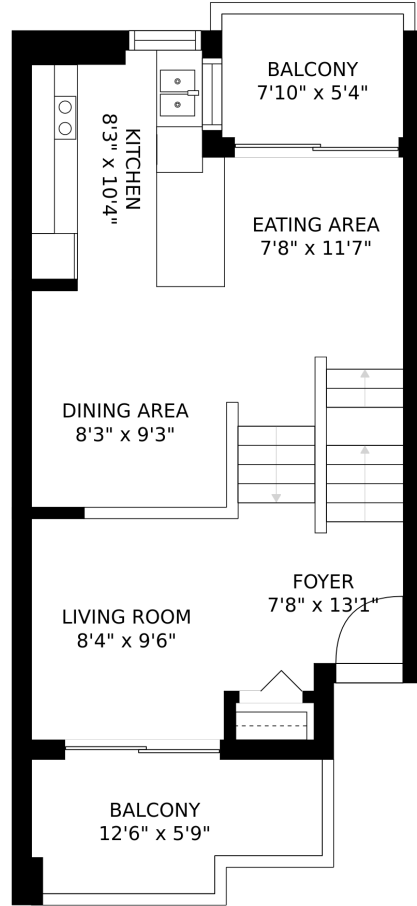 BALCONY
7'10" x 5'4"
KITCHEN
8'3" x 10'4"
EATING AREA
7'8" x 11'7"
DINING AREA
8'3" x 9'3"
FOYER
7'8" x 13'1"
LIVING ROOM
8'4" x 9'6"
BALCONY
12'6" x 5'9"